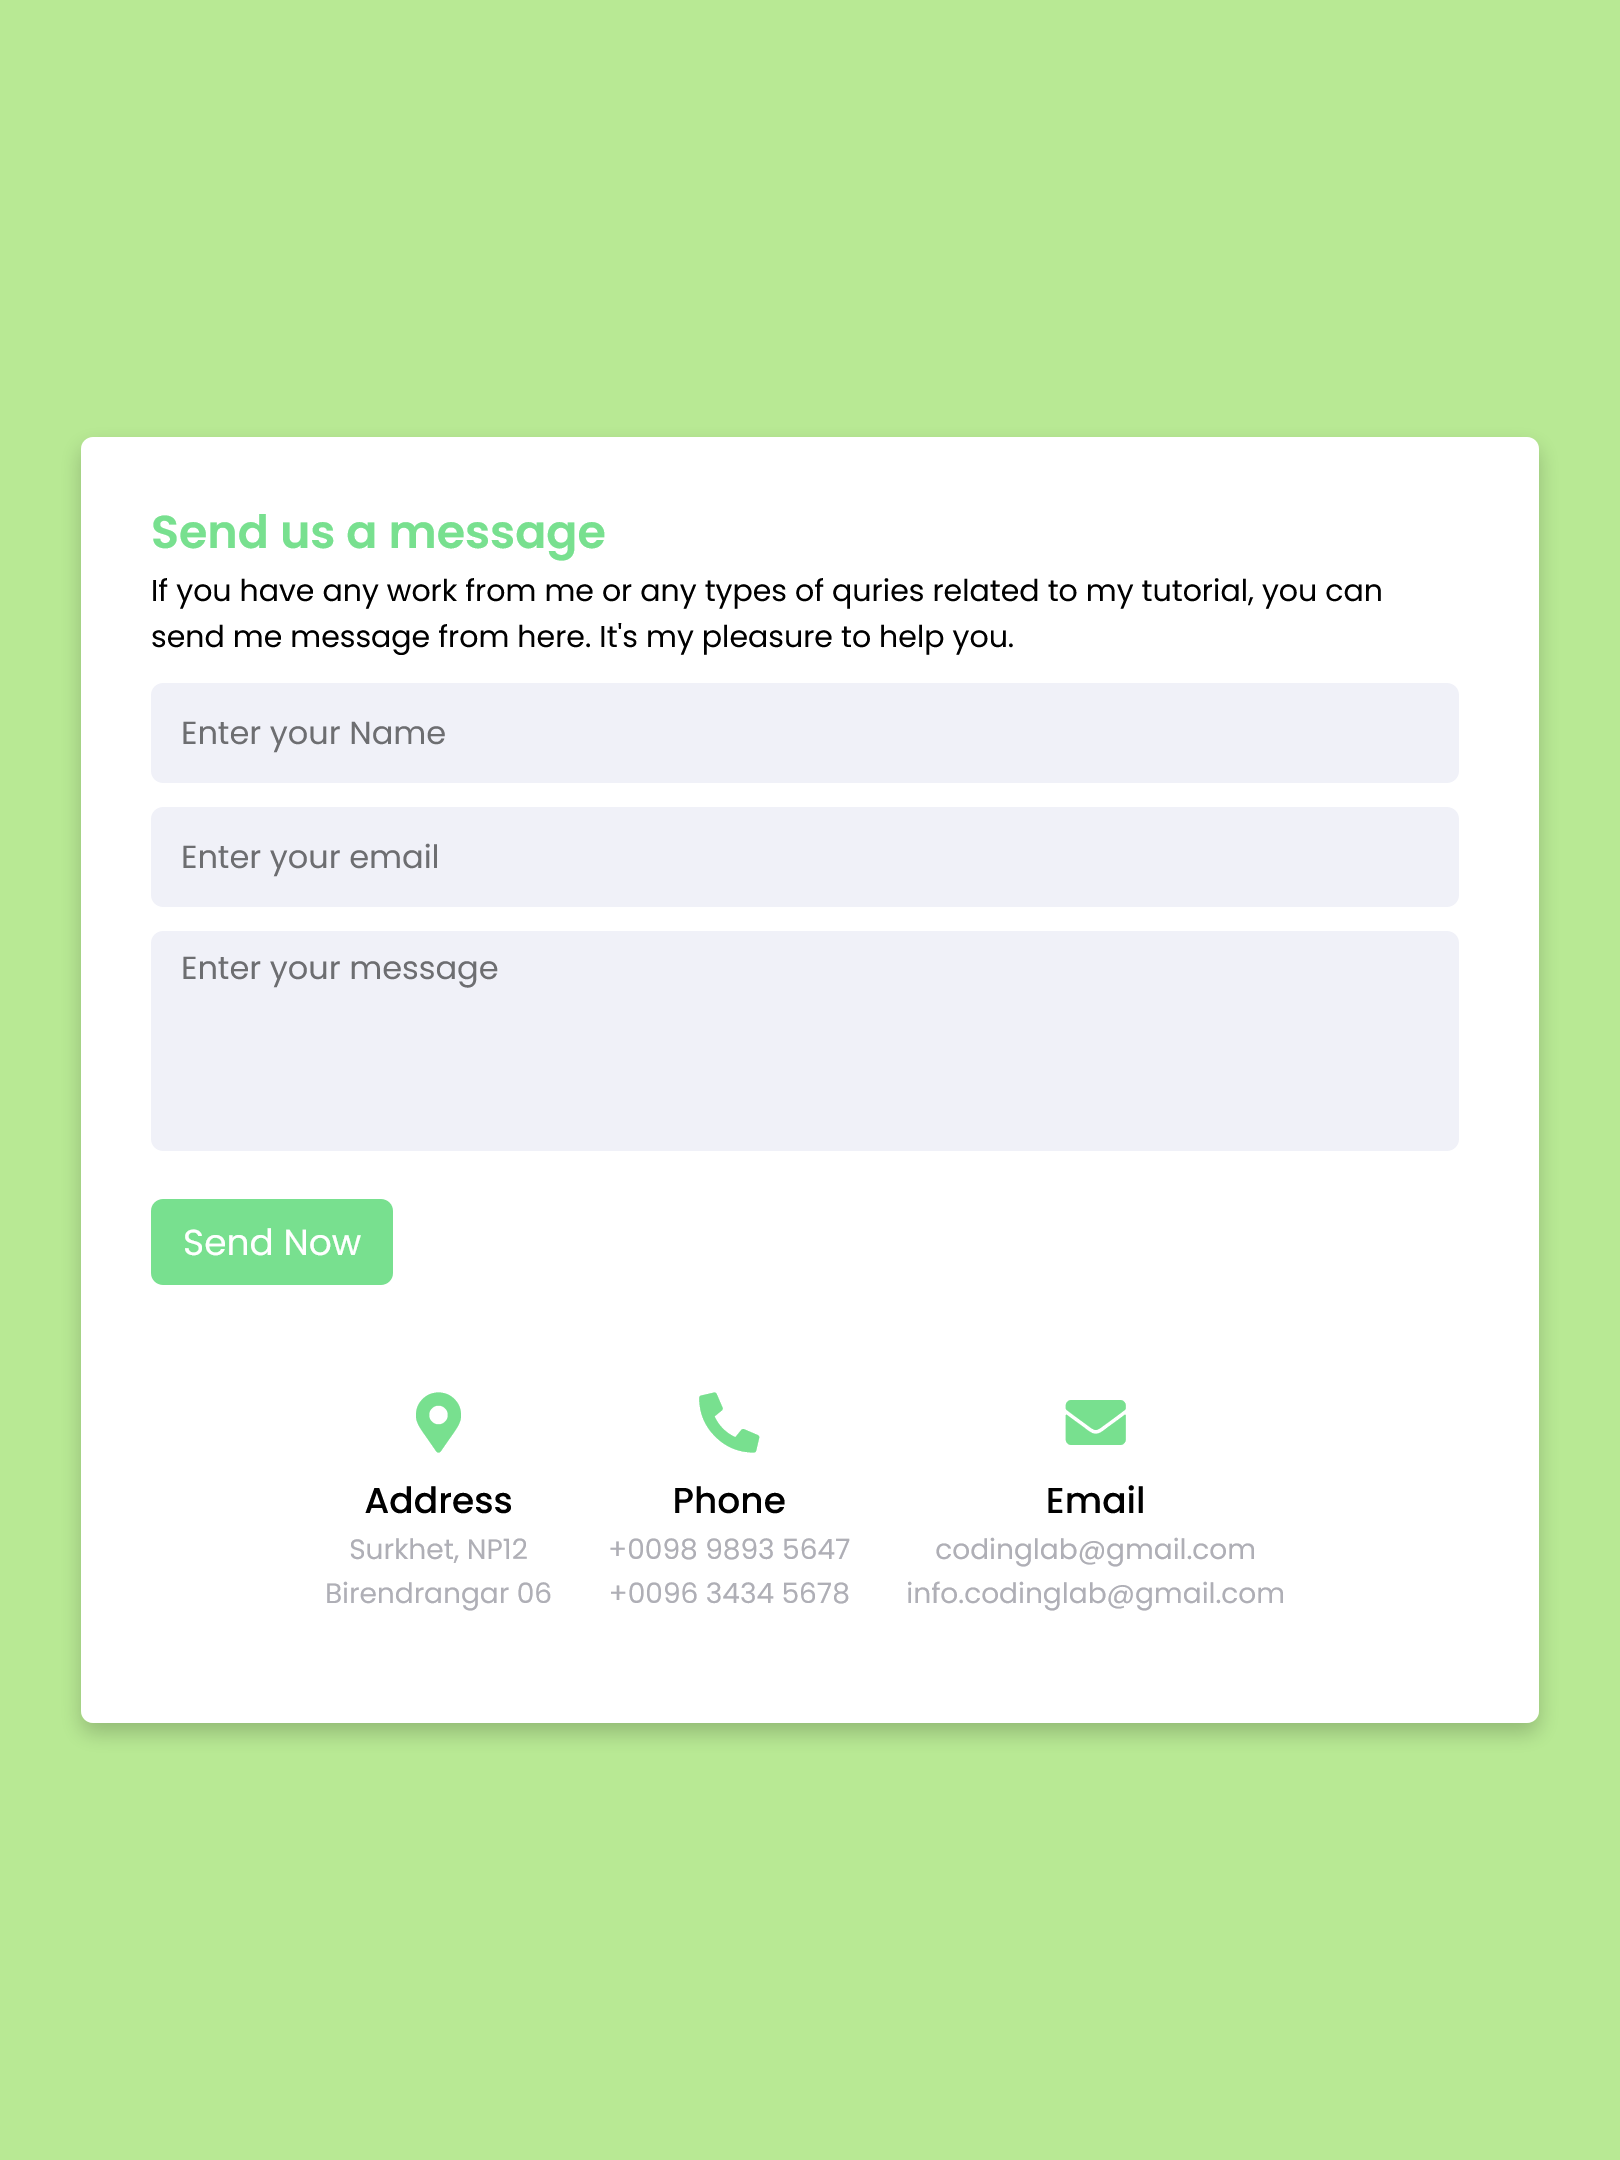 Send us a message
If you have any work from me or any types of quries related to my tutorial, you can
send me message from here. It's my pleasure to help you.
Enter your Name
Enter your email
Enter your message
Send Now
Address
Surkhet, NP12
Birendrangar 06
Phone
+0098 9893 5647
+0096 3434 5678
Email
codinglab@gmail.com
info.codinglab@gmail.com